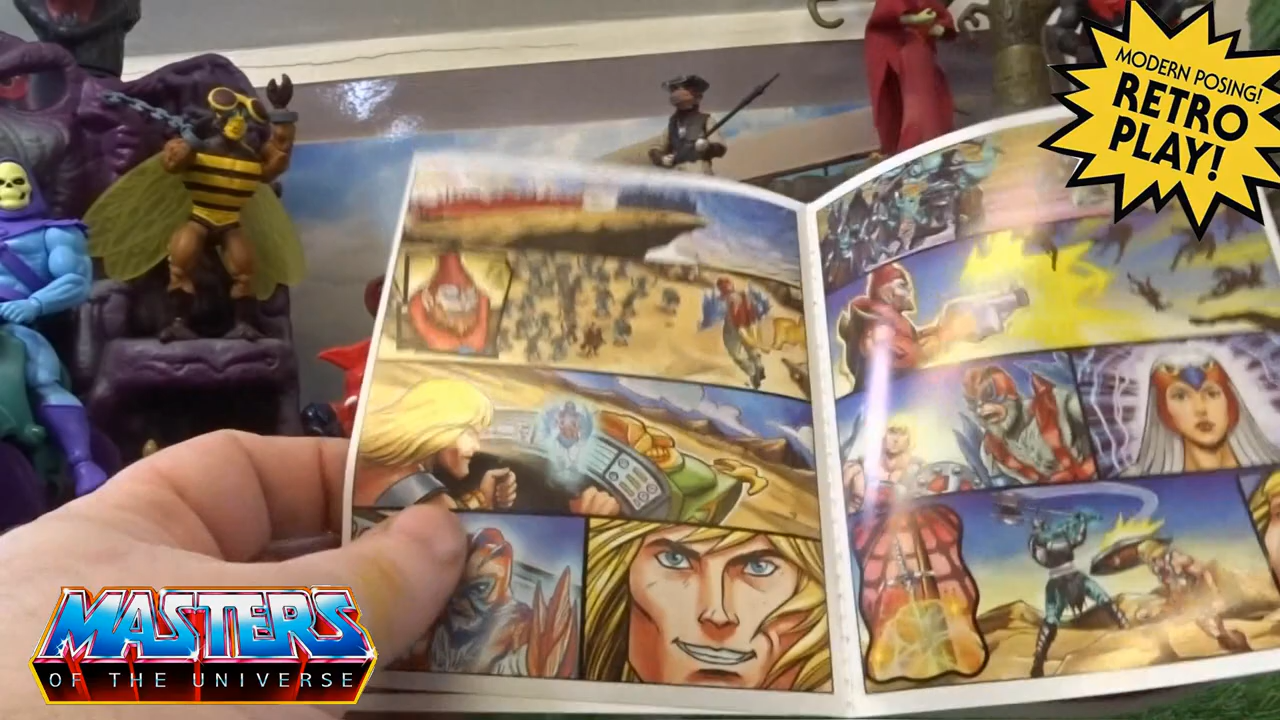 MODERN POSING!
RETRO
PLAY!
MASTERS
OF THE UNIVERSE